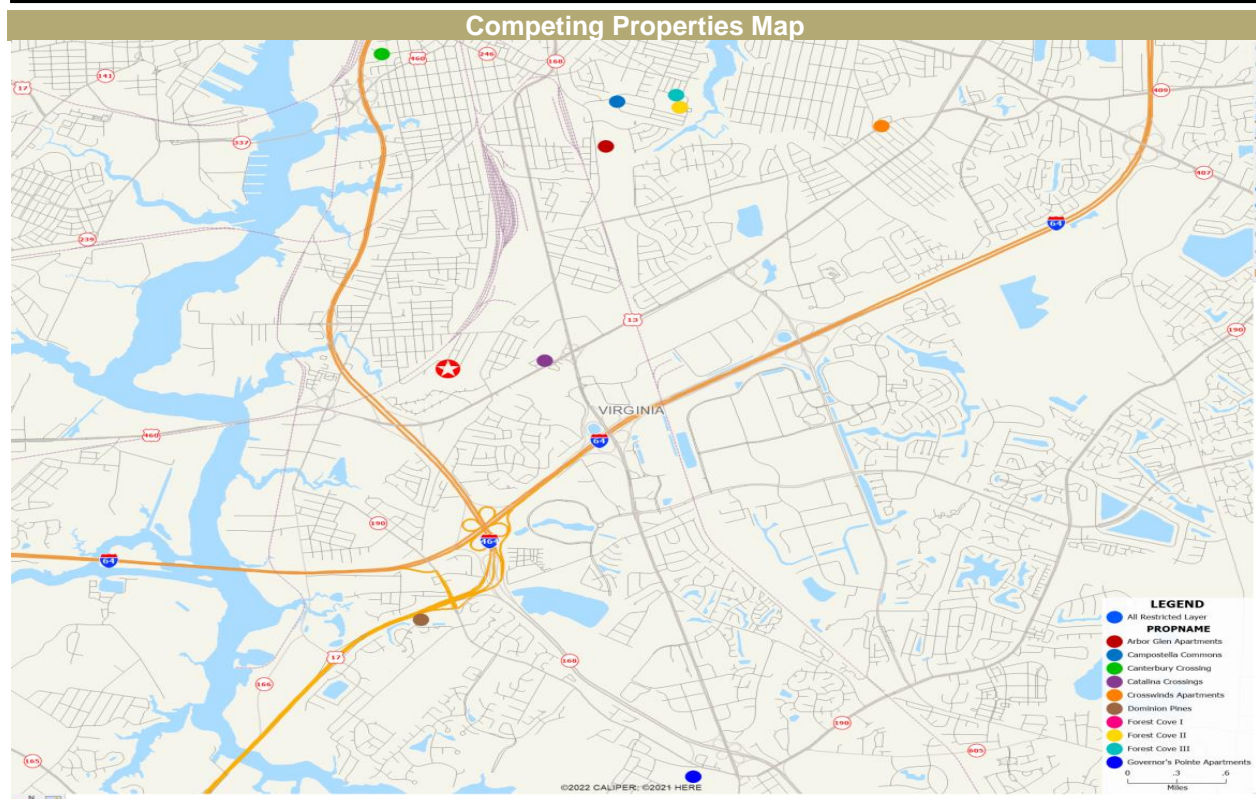 Competing Properties Map
460
246
168
141
17
409
337
407
239
64
13
190
VIRGINIA
460
64
190
464
64
17
168
166
190
165
605
LEGEND
All Restricted Layer
PROPNAME
Arbor Glen Apartments
Campostella Commons
Canterbury Crossing
Catalina Crossings
Crosswinds Apartments
Dominion Pines
Forest Cove I
Forest Cove II
Forest Cove III
Governor's Pointe Apartments
0 .3 .6
Miles
©2022 CALIPER; ©2021 HERE
N